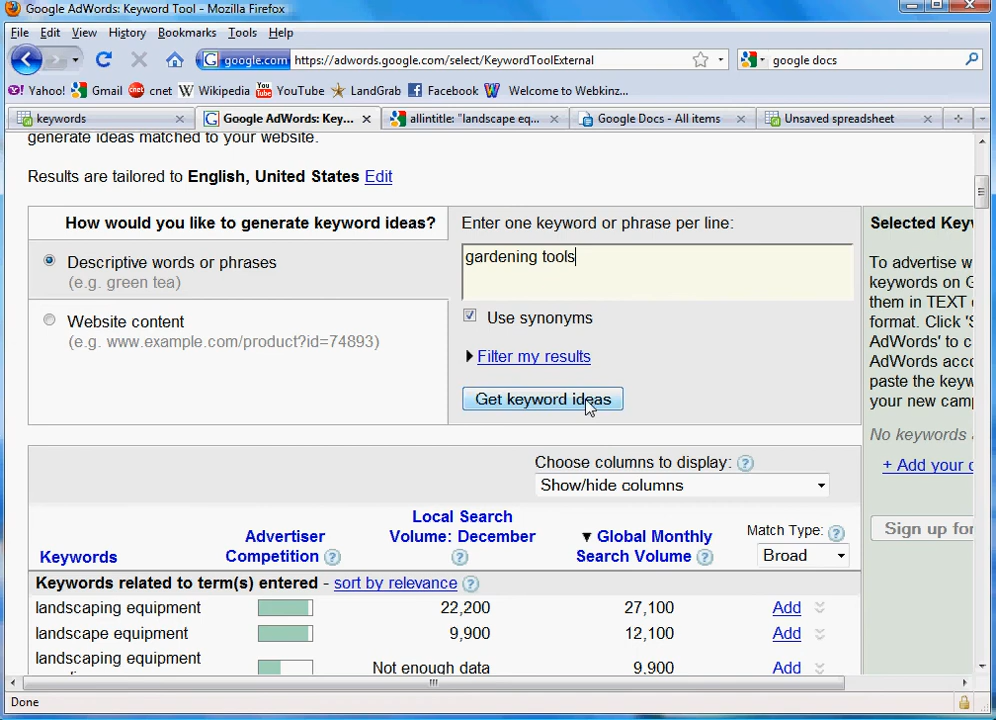 Google AdWords: Keyword Tool - Mozilla Firefox
File Edit View History Bookmarks Tools Help
google.com https://adwords.google.com/select/KeywordToolExternal google docs
Yahoo! Gmail cnet cnet Wikipedia YouTube LandGrab Facebook Welcome to Webkinz...
keywords Google AdWords: Key... allintitle: "landscape eq... Google Docs - All items Unsaved spreadsheet
generate ideas matched to your website.
Results are tailored to English, United States Edit
How would you like to generate keyword ideas?
Descriptive words or phrases
(e.g. green tea)
Website content
(e.g. www.example.com/product?id=74893)
Enter one keyword or phrase per line:
gardening tools
Use synonyms
Filter my results
Get keyword ideas
Selected Key
To advertise w
keywords on G
them in TEXT
format. Click 'S
AdWords' to c
AdWords acco
paste the keyw
your new cam
No keywords
+ Add your
Sign up for
Choose columns to display: ?
Show/hide columns
Keywords
Advertiser
Competition ?
Local Search
Volume: December
?
▼ Global Monthly
Search Volume ?
Match Type: ?
Broad
Keywords related to term(s) entered - sort by relevance ?
landscaping equipment 22,200 27,100 Add
landscape equipment 9,900 12,100 Add
landscaping equipment Not enough data 9,900 Add
Done